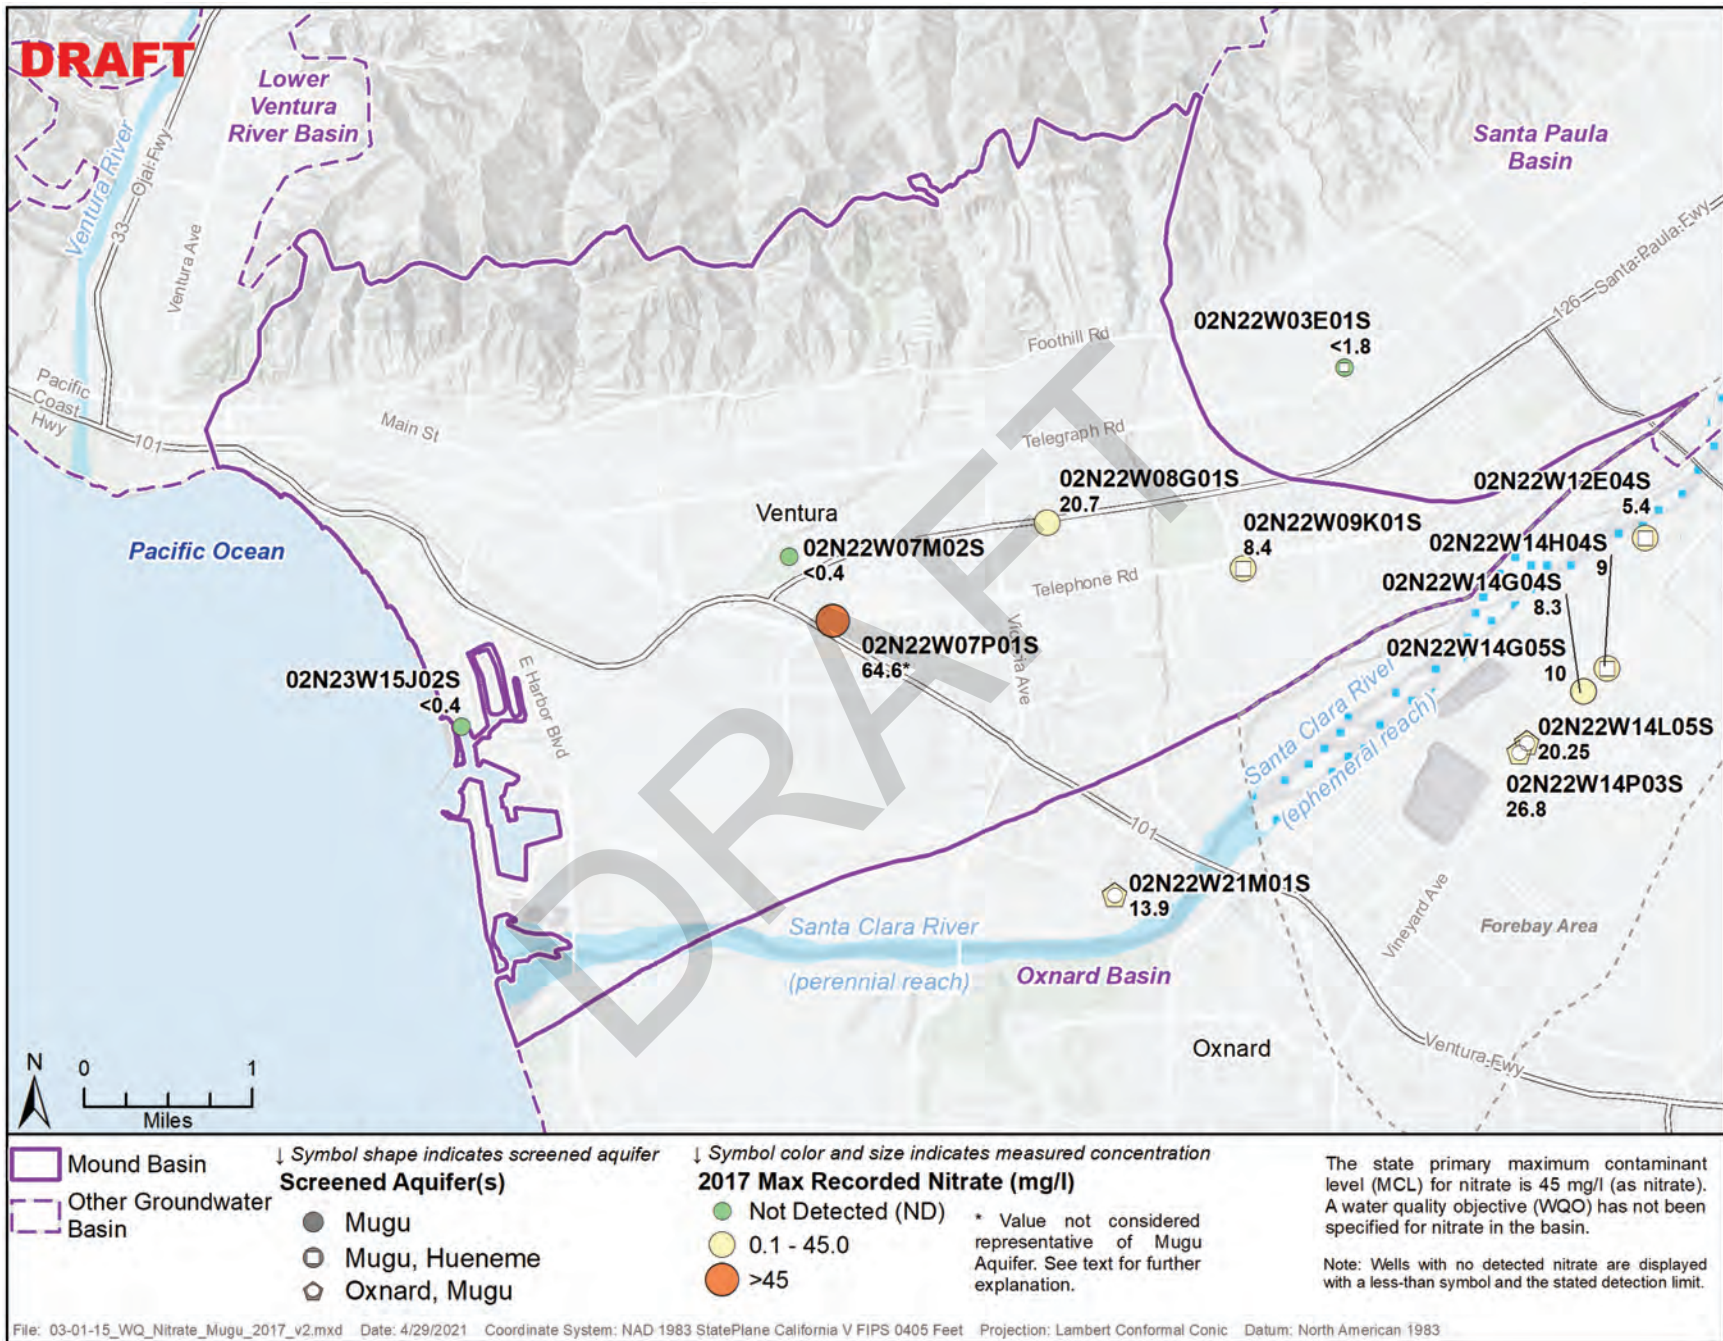 DRAFT
Lower
Ventura
River Basin
Santa Paula
Basin
Ventura River
33
Ojai Fwy
Ventura Ave
126
Santa Paula Fwy
02N22W03E01S
<1.8
Foothill Rd
Pacific
Coast
Hwy
101
Main St
Telegraph Rd
02N22W08G01S
20.7
02N22W12E04S
5.4
Ventura
02N22W09K01S
8.4
Pacific Ocean
02N22W07M02S
<0.4
02N22W14H04S
9
Telephone Rd
02N22W14G04S
8.3
02N22W07P01S
64.6*
Victoria Ave
02N22W14G05S
10
02N23W15J02S
<0.4
E Harbor Blvd
Santa Clara River
(ephemeral reach)
02N22W14L05S
20.25
02N22W14P03S
26.8
101
02N22W21M01S
13.9
Vineyard Ave
Forebay Area
Santa Clara River
(perennial reach)
Oxnard Basin
Oxnard
Ventura Fwy
DRAFT
N
0 1
Miles
Mound Basin
Other Groundwater
Basin
↓ Symbol shape indicates screened aquifer
Screened Aquifer(s)
Mugu
Mugu, Hueneme
Oxnard, Mugu
↓ Symbol color and size indicates measured concentration
2017 Max Recorded Nitrate (mg/l)
Not Detected (ND)
0.1 - 45.0
>45
* Value not considered
representative of Mugu
Aquifer. See text for further
explanation.
The state primary maximum contaminant
level (MCL) for nitrate is 45 mg/l (as nitrate).
A water quality objective (WQO) has not been
specified for nitrate in the basin.
Note: Wells with no detected nitrate are displayed
with a less-than symbol and the stated detection limit.
File: 03-01-15_WQ_Nitrate_Mugu_2017_v2.mxd Date: 4/29/2021 Coordinate System: NAD 1983 StatePlane California V FIPS 0405 Feet Projection: Lambert Conformal Conic Datum: North American 1983